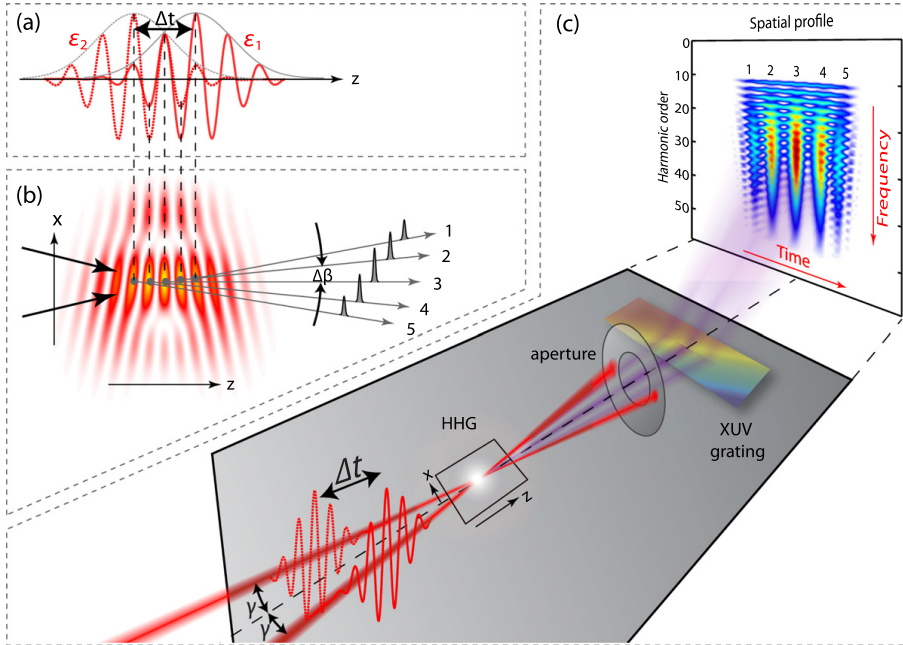 (a)
Δt
ε2
ε1
z
(b)
x
1
2
Δβ
3
4
5
z
(c)
Spatial profile
0
1 2 3 4 5
10
20
30
40
50
Harmonic order
Frequency
Time
aperture
XUV
grating
HHG
x
z
Δt
γ
γ